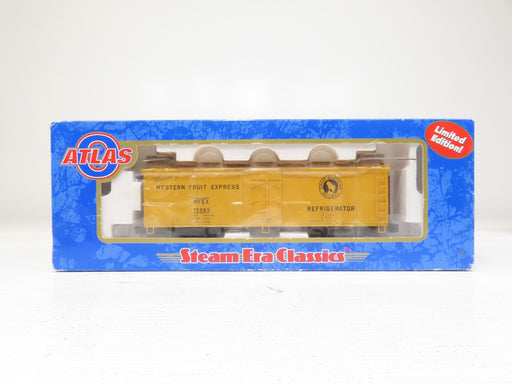 ATLAS
O
Limited
Edition!
WESTERN FRUIT EXPRESS
WFEX
REFRIGERATOR
Steam Era Classics